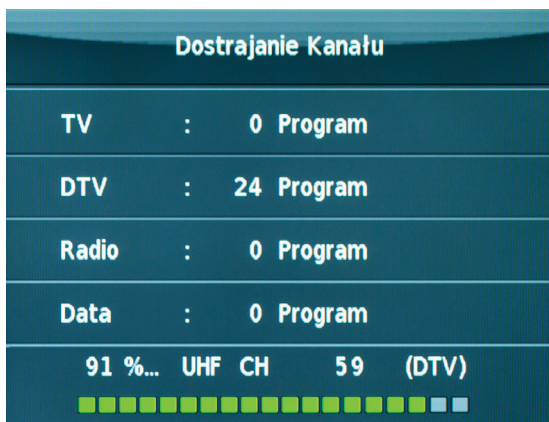 Dostrajanie Kanału
TV : 0 Program
DTV : 24 Program
Radio : 0 Program
Data : 0 Program
91 %... UHF CH 59 (DTV)